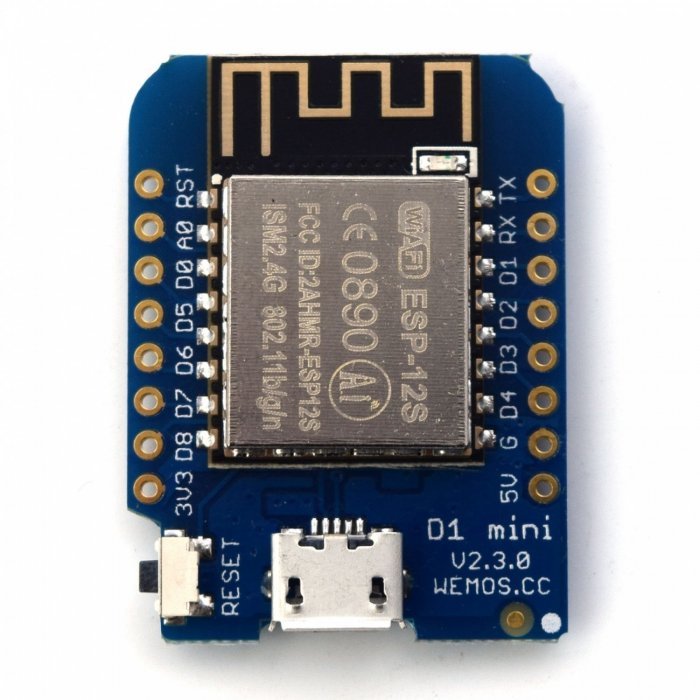 RST
A0
D0
D5
D6
D7
D8
3V3
TX
RX
D1
D2
D3
D4
G
5V
WiFi ESP-12S
CE 0890 Ai
FCC ID:2AHMR-ESP12S
ISM2.4G 802.11b/g/n
RESET
D1 mini
V2.3.0
WEMOS.CC